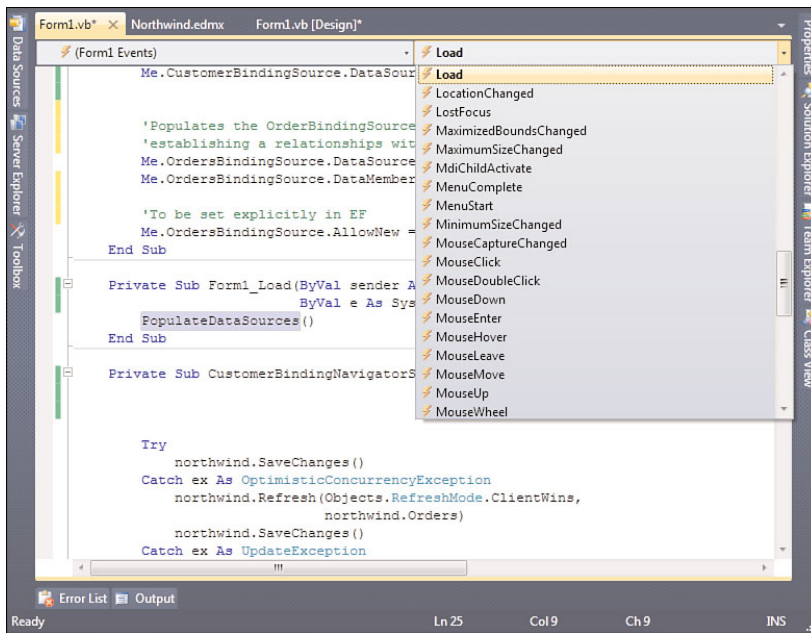 Form1.vb* Northwind.edmx Form1.vb [Design]*
(Form1 Events) Load
Data Sources
Server Explorer
Toolbox
Me.CustomerBindingSource.DataSour
'Populates the OrderBindingSource
'establishing a relationships wit
Me.OrdersBindingSource.DataSource
Me.OrdersBindingSource.DataMember
'To be set explicitly in EF
Me.OrdersBindingSource.AllowNew =
End Sub
Private Sub Form1_Load(ByVal sender A
ByVal e As Sys
PopulateDataSources()
End Sub
Private Sub CustomerBindingNavigatorS
Try
northwind.SaveChanges()
Catch ex As OptimisticConcurrencyException
northwind.Refresh(Objects.RefreshMode.ClientWins,
northwind.Orders)
northwind.SaveChanges()
Catch ex As UpdateException
Load
LocationChanged
LostFocus
MaximizedBoundsChanged
MaximumSizeChanged
MdiChildActivate
MenuComplete
MenuStart
MinimumSizeChanged
MouseCaptureChanged
MouseClick
MouseDoubleClick
MouseDown
MouseEnter
MouseHover
MouseLeave
MouseMove
MouseUp
MouseWheel
Properties
Solution Explorer
Team Explorer
Class View
Error List Output
Ready Ln 25 Col 9 Ch 9 INS